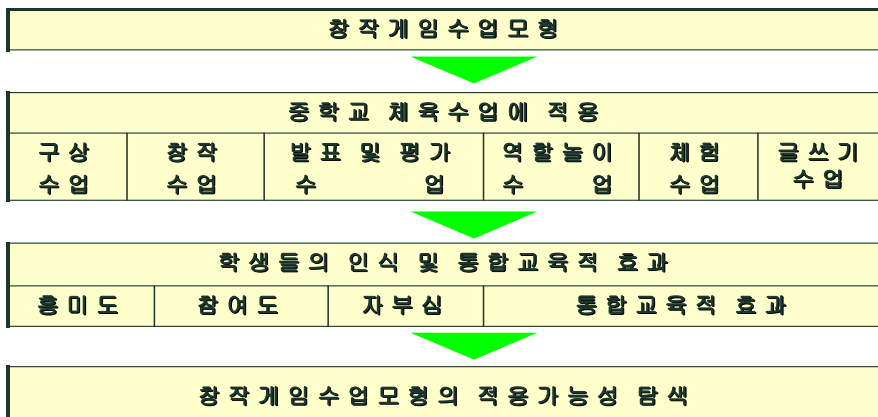 창작게임수업모형
중학교 체육수업에 적용
구상 창작 발표 및 평가 역할놀이 체험 글쓰기
수업 수업 수 업 수 업 수업 수업
학생들의 인식 및 통합교육적 효과
흥미도 참여도 자부심 통합교육적 효과
창작게임수업모형의 적용가능성 탐색